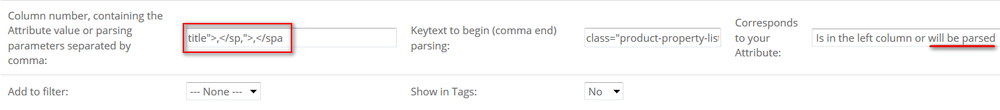 Column number, containing the
Attribute value or parsing
parameters separated by
comma:
title">,</sp,">,</spa
Keytext to begin (comma end)
parsing:
class="product-property-list
Corresponds
to your
Attribute:
Is in the left column or will be parsed
Add to filter:
--- None ---
Show in Tags:
No